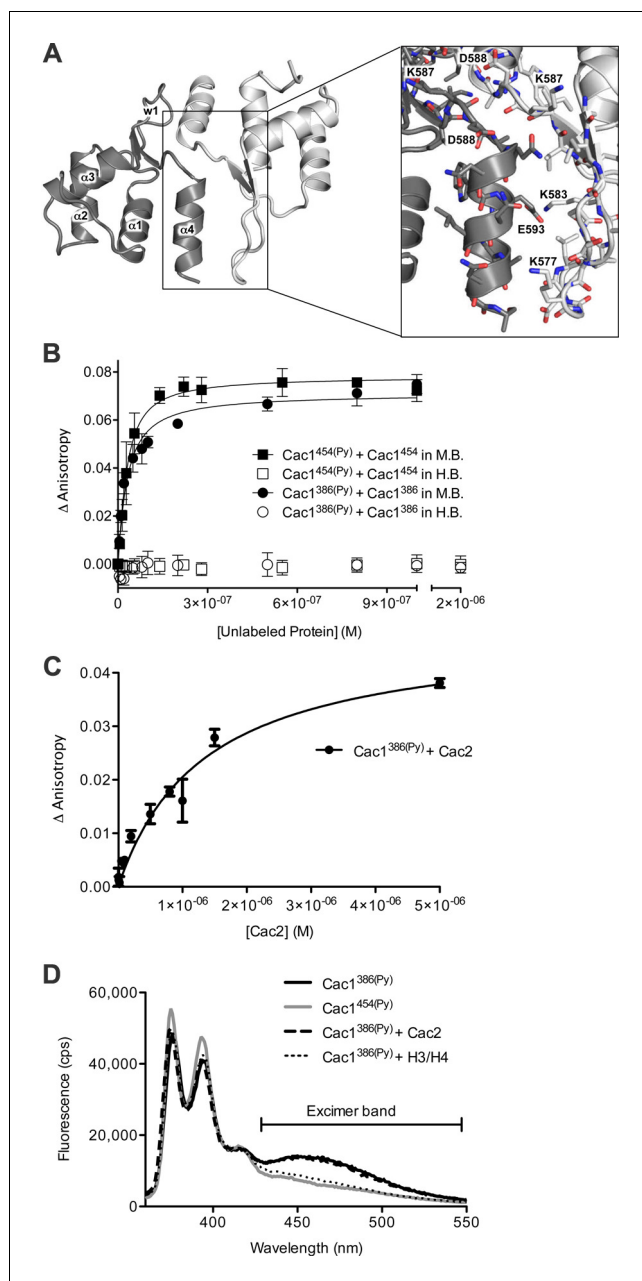 A
w1
α3
α2
α1
α4
D588
K587
K587
D588
K583
E593
K577
B
Δ Anisotropy
0.08
0.06
0.04
0.02
0.00
Cac1454(Py) + Cac1454 in M.B.
Cac1454(Py) + Cac1454 in H.B.
Cac1386(Py) + Cac1386 in M.B.
Cac1386(Py) + Cac1386 in H.B.
0 3×10-07 6×10-07 9×10-07 2×10-06
[Unlabeled Protein] (M)
C
Δ Anisotropy
0.04
0.03
0.02
0.01
0.00
Cac1386(Py) + Cac2
1×10-06 2×10-06 3×10-06 4×10-06 5×10-06
[Cac2] (M)
D
Cac1386(Py)
Cac1454(Py)
Cac1386(Py) + Cac2
Cac1386(Py) + H3/H4
Fluorescence (cps)
60,000
40,000
20,000
0
Excimer band
400 450 500 550
Wavelength (nm)